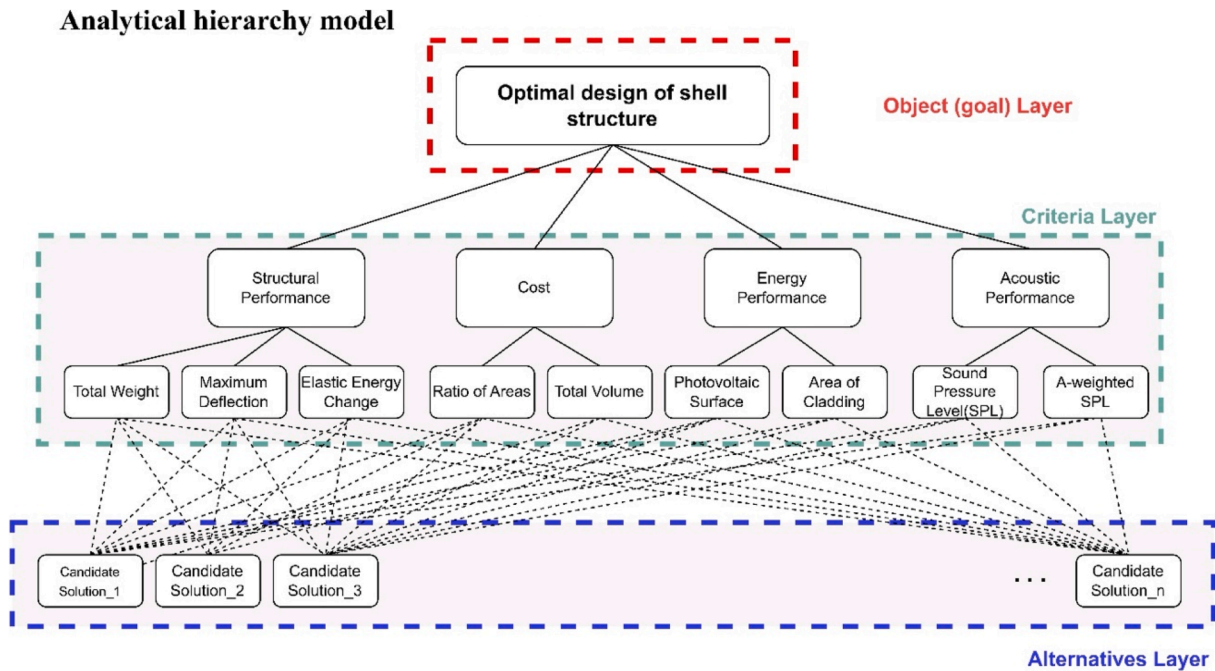 Analytical hierarchy model
Optimal design of shell
structure
Object (goal) Layer
Criteria Layer
Structural
Performance
Cost
Energy
Performance
Acoustic
Performance
Total Weight
Maximum
Deflection
Elastic Energy
Change
Ratio of Areas
Total Volume
Photovoltaic
Surface
Area of
Cladding
Sound
Pressure
Level(SPL)
A-weighted
SPL
Candidate
Solution_1
Candidate
Solution_2
Candidate
Solution_3
. . .
Candidate
Solution_n
Alternatives Layer